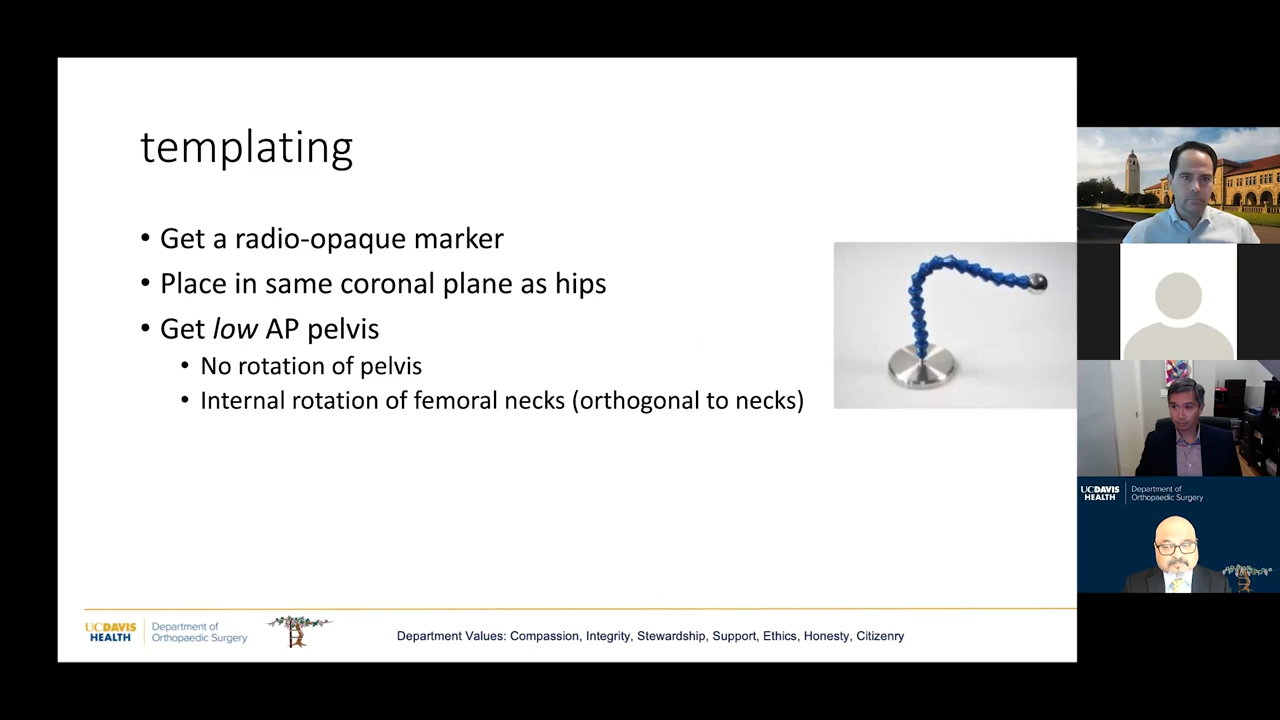 templating
• Get a radio-opaque marker
• Place in same coronal plane as hips
• Get low AP pelvis
• No rotation of pelvis
• Internal rotation of femoral necks (orthogonal to necks)
UCDAVIS
HEALTH
Department of
Orthopaedic Surgery
Department Values: Compassion, Integrity, Stewardship, Support, Ethics, Honesty, Citizenry
UCDAVIS
HEALTH
Department of
Orthopaedic Surgery